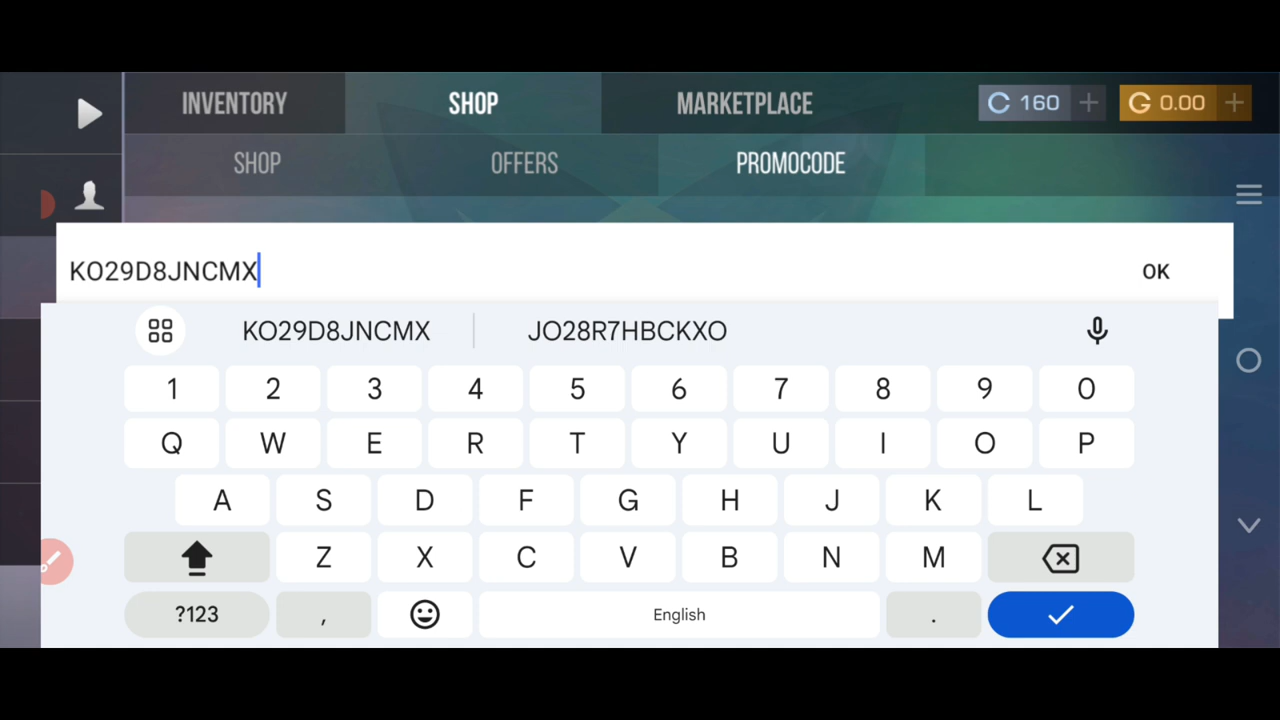 INVENTORY SHOP MARKETPLACE C 160 + G 0.00 +
SHOP OFFERS PROMOCODE
KO29D8JNCMX OK
KO29D8JNCMX JO28R7HBCKXO
1 2 3 4 5 6 7 8 9 0
Q W E R T Y U I O P
A S D F G H J K L
Z X C V B N M
?123 , English .